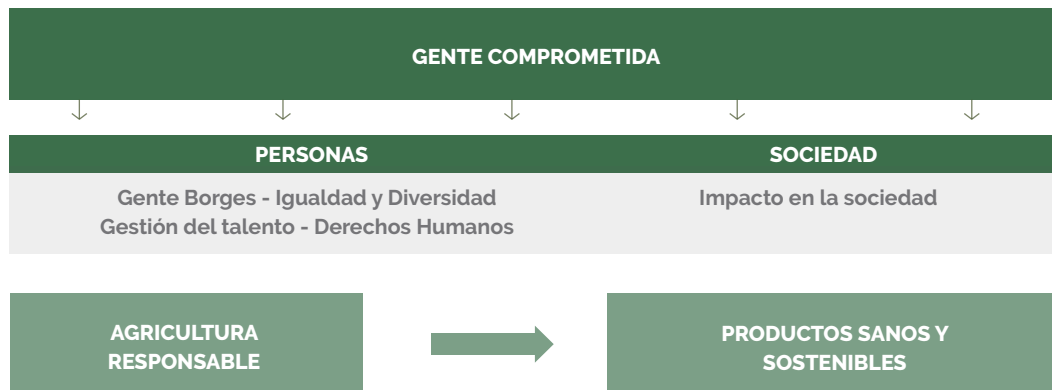 GENTE COMPROMETIDA
PERSONAS
SOCIEDAD
Gente Borges - Igualdad y Diversidad
Gestión del talento - Derechos Humanos
Impacto en la sociedad
AGRICULTURA
RESPONSABLE
PRODUCTOS SANOS Y
SOSTENIBLES